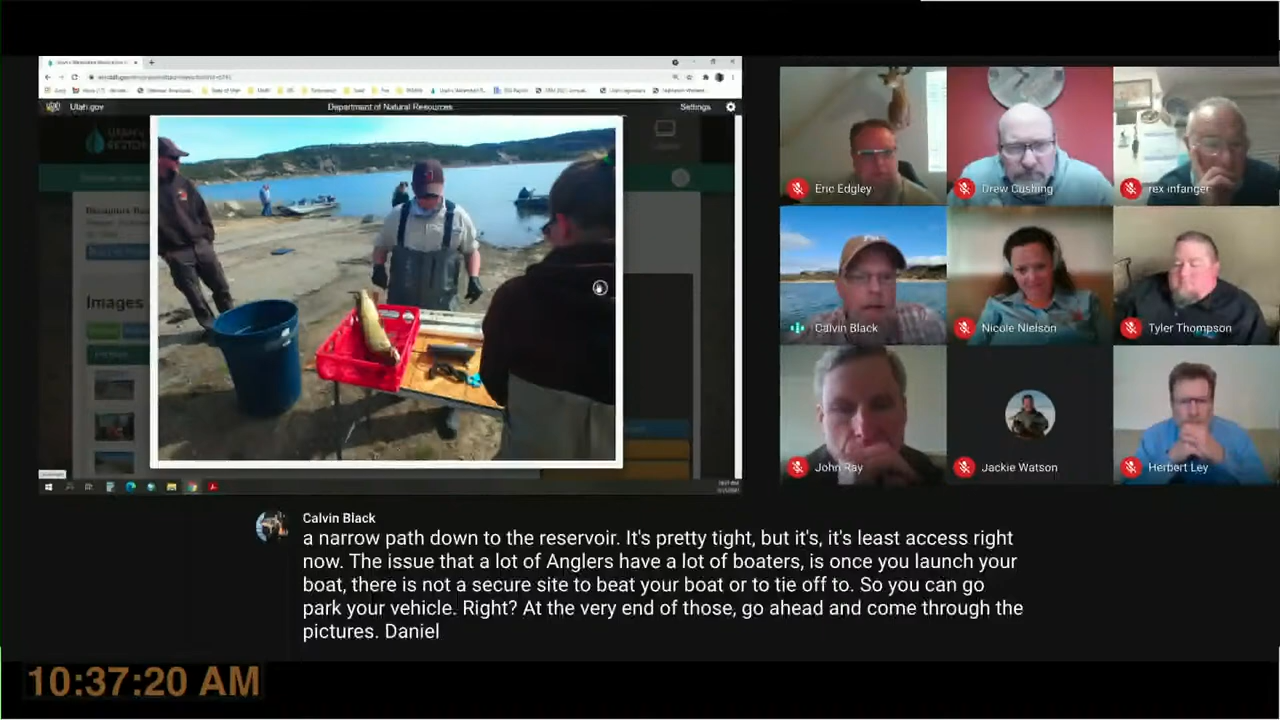 Utah.gov
Department of Natural Resources
Settings
Images
Eric Edgley
Drew Cushing
rex infanger
Calvin Black
Nicole Nielson
Tyler Thompson
John Ray
Jackie Watson
Herbert Ley
Calvin Black
a narrow path down to the reservoir. It's pretty tight, but it's, it's least access right
now. The issue that a lot of Anglers have a lot of boaters, is once you launch your
boat, there is not a secure site to beat your boat or to tie off to. So you can go
park your vehicle. Right? At the very end of those, go ahead and come through the
pictures. Daniel
10:37:20 AM